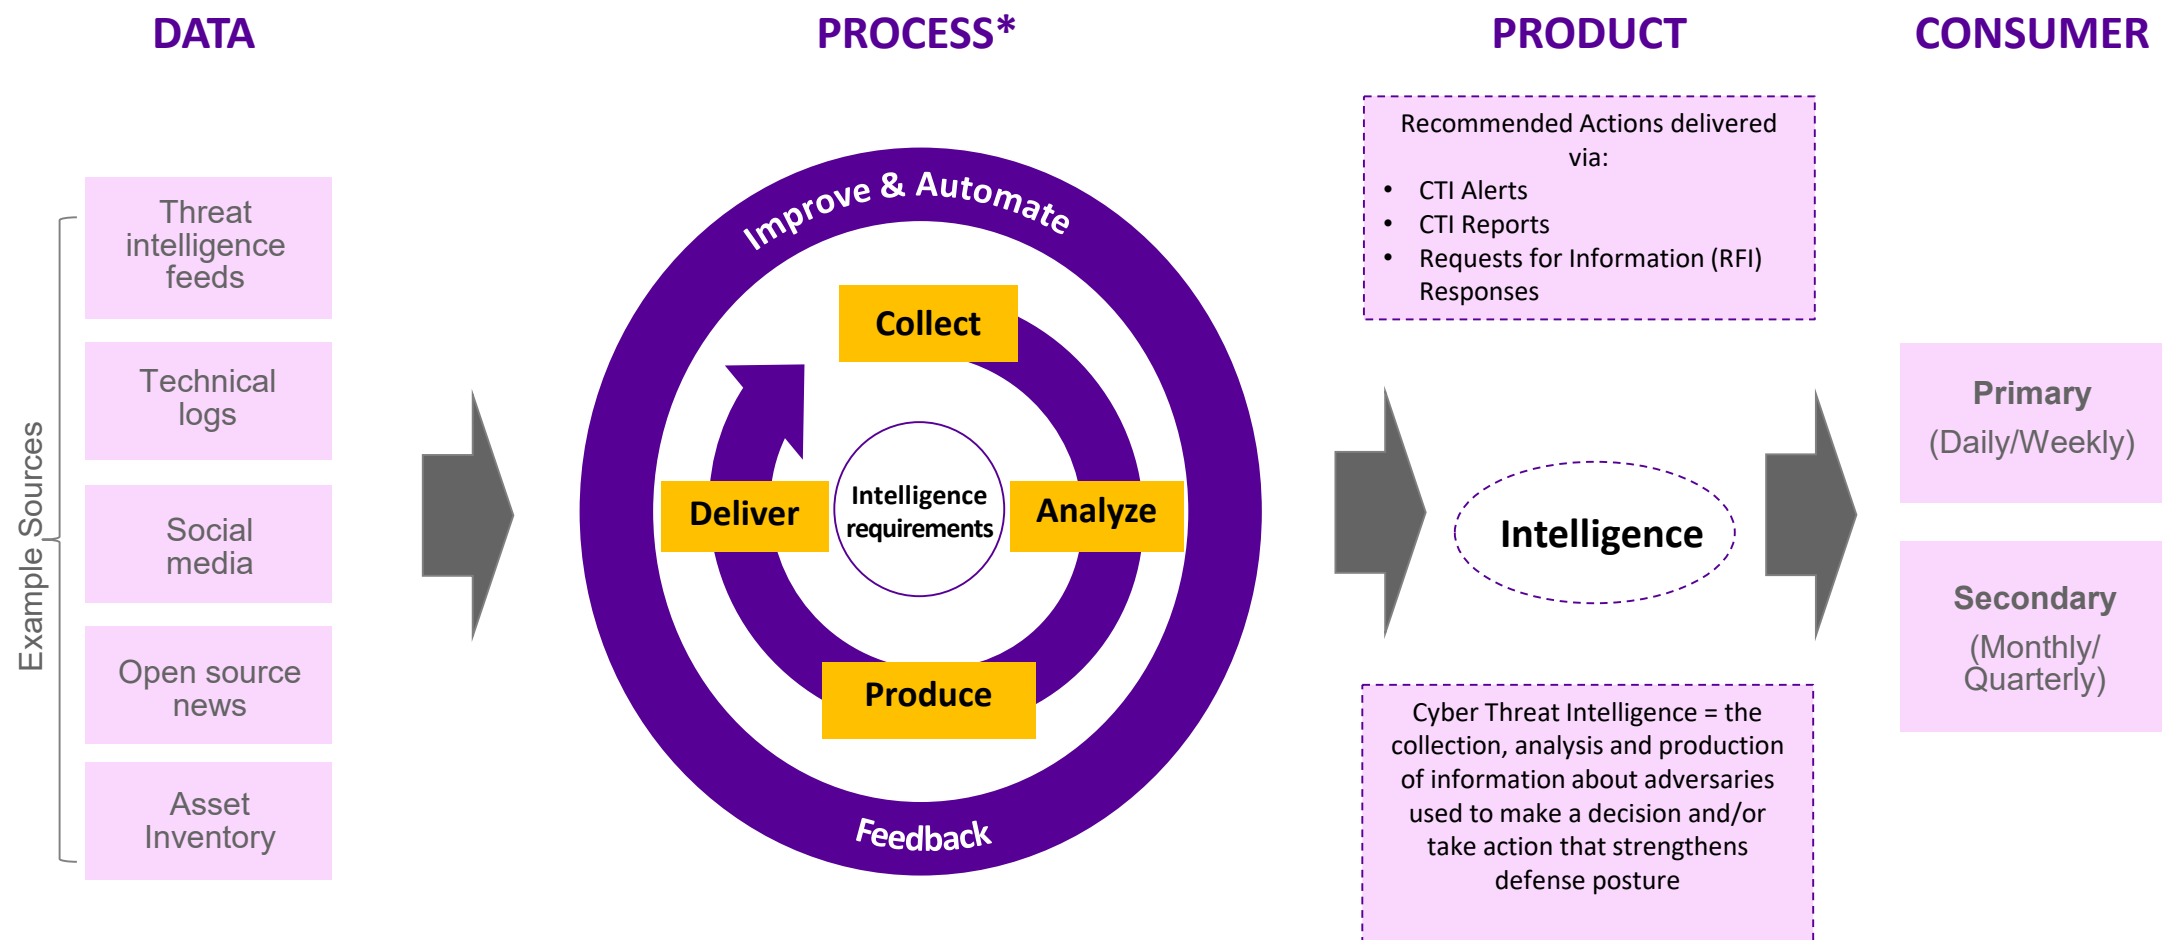 DATA
PROCESS*
PRODUCT
CONSUMER
Example Sources
Threat
intelligence
feeds
Technical
logs
Social
media
Open source
news
Asset
Inventory
Improve & Automate
Collect
Analyze
Produce
Deliver
Intelligence
requirements
Feedback
Recommended Actions delivered
via:
• CTI Alerts
• CTI Reports
• Requests for Information (RFI)
Responses
Intelligence
Cyber Threat Intelligence = the
collection, analysis and production
of information about adversaries
used to make a decision and/or
take action that strengthens
defense posture
Primary
(Daily/Weekly)
Secondary
(Monthly/
Quarterly)